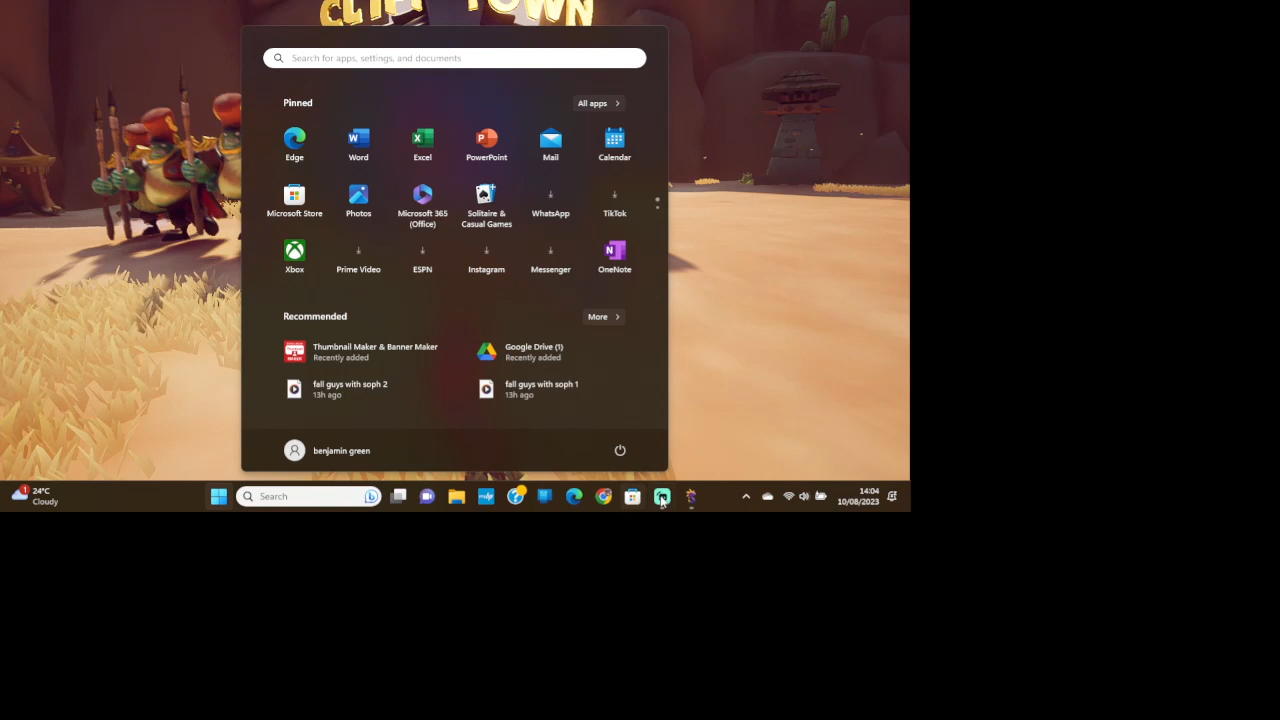 CLIFF TOWN
Search for apps, settings, and documents
Pinned
All apps
Edge
Word
Excel
PowerPoint
Mail
Calendar
Microsoft Store
Photos
Microsoft 365
(Office)
Solitaire &
Casual Games
WhatsApp
TikTok
Xbox
Prime Video
ESPN
Instagram
Messenger
OneNote
Recommended
More
Thumbnail Maker & Banner Maker
Recently added
Google Drive (1)
Recently added
fall guys with soph 2
13h ago
fall guys with soph 1
13h ago
benjamin green
1
24°C
Cloudy
Search
14:04
10/08/2023